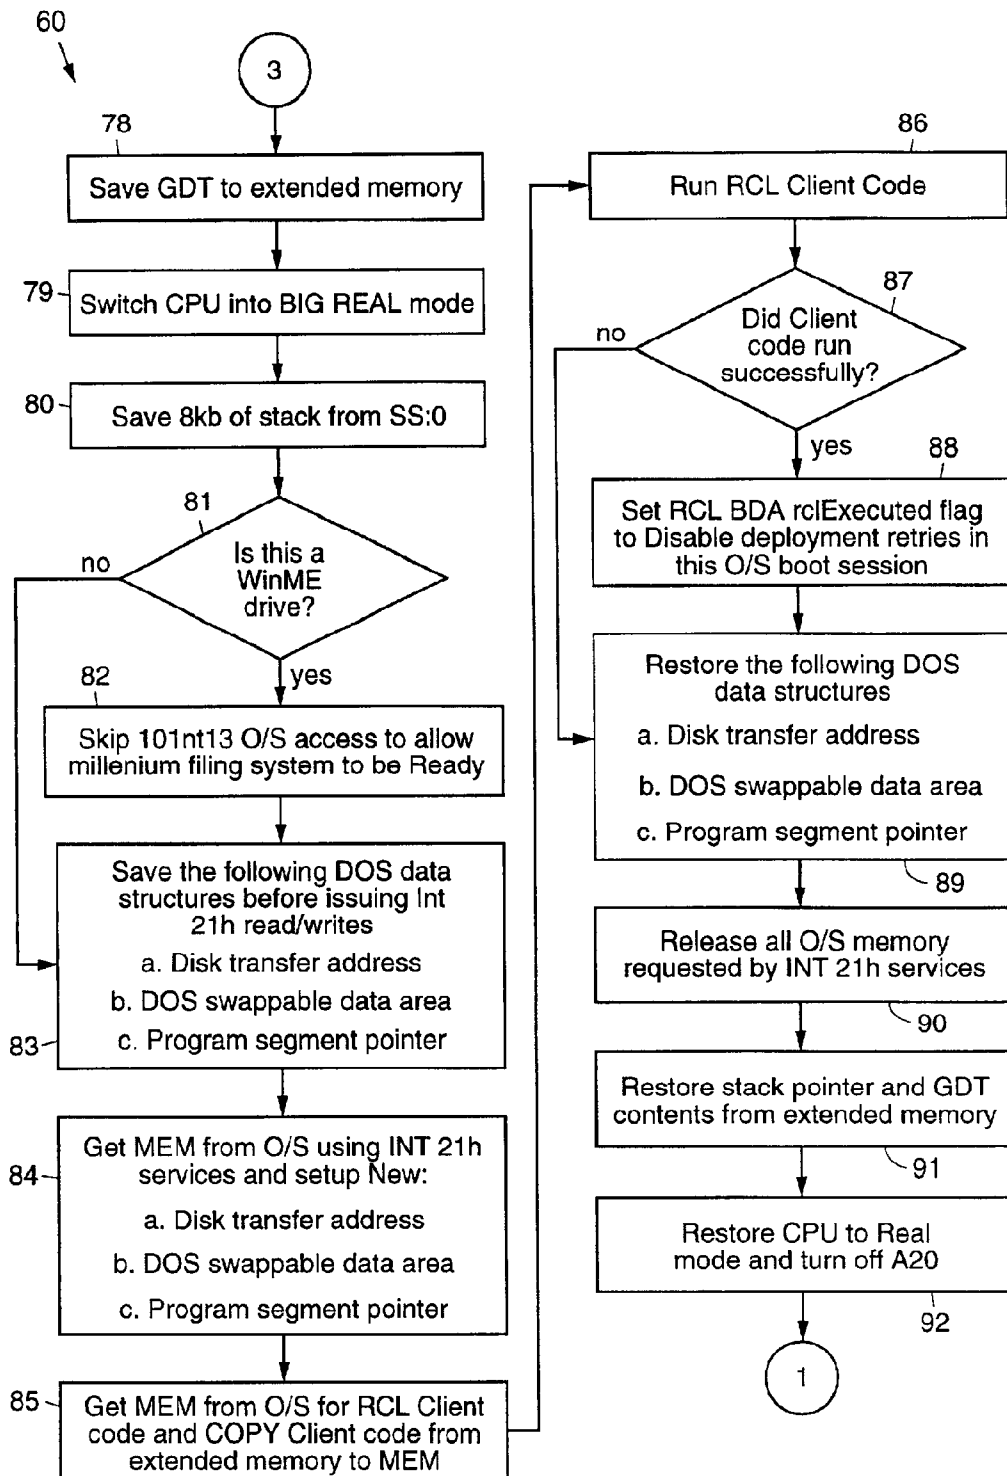 60
3
78
Save GDT to extended memory
79
Switch CPU into BIG REAL mode
80
Save 8kb of stack from SS:0
81
no
Is this a
WinME
drive?
yes
82
Skip 101nt13 O/S access to allow
millenium filing system to be Ready
Save the following DOS data
structures before issuing Int
21h read/writes
a. Disk transfer address
b. DOS swappable data area
c. Program segment pointer
83
Get MEM from O/S using INT 21h
services and setup New:
84
a. Disk transfer address
b. DOS swappable data area
c. Program segment pointer
85
Get MEM from O/S for RCL Client
code and COPY Client code from
extended memory to MEM
86
Run RCL Client Code
87
no
Did Client
code run
successfully?
yes
88
Set RCL BDA rclExecuted flag
to Disable deployment retries in
this O/S boot session
Restore the following DOS
data structures
a. Disk transfer address
b. DOS swappable data area
c. Program segment pointer
89
Release all O/S memory
requested by INT 21h services
90
Restore stack pointer and GDT
contents from extended memory
91
Restore CPU to Real
mode and turn off A20
92
1